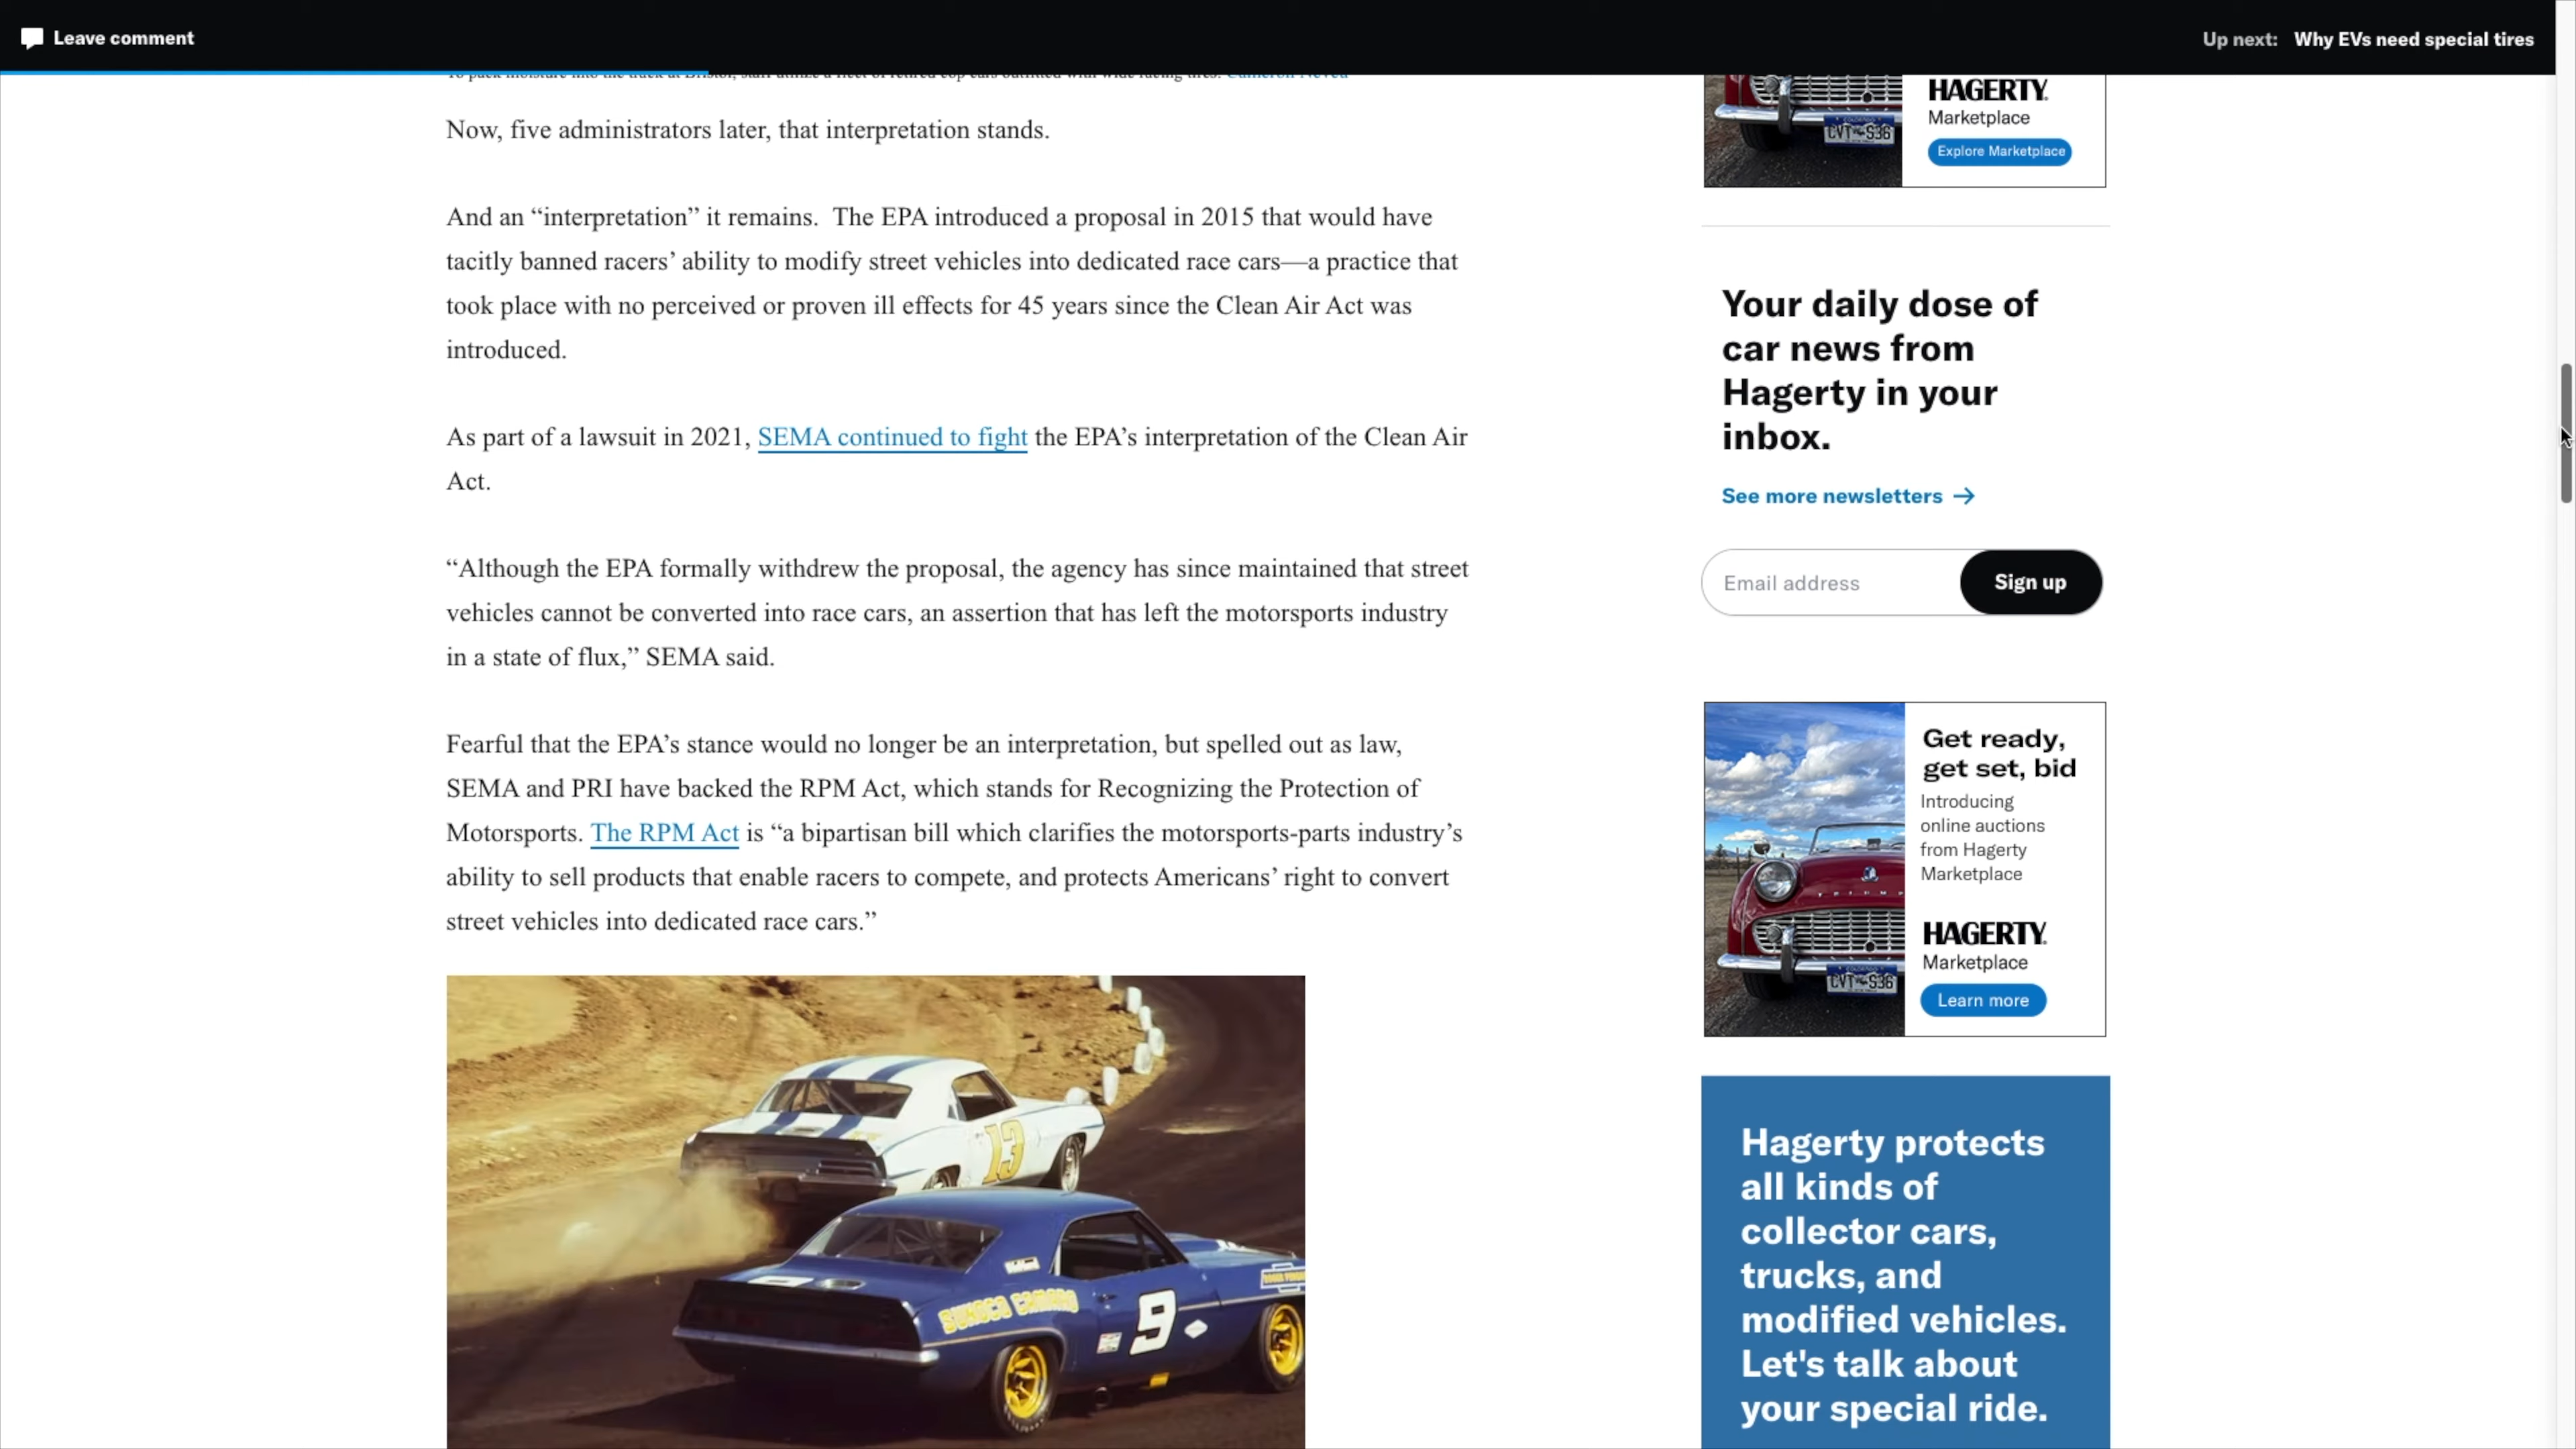 Leave comment
Up next: Why EVs need special tires
Now, five administrators later, that interpretation stands.
And an “interpretation” it remains.  The EPA introduced a proposal in 2015 that would have
tacitly banned racers’ ability to modify street vehicles into dedicated race cars—a practice that
took place with no perceived or proven ill effects for 45 years since the Clean Air Act was
introduced.
As part of a lawsuit in 2021, SEMA continued to fight the EPA’s interpretation of the Clean Air
Act.
“Although the EPA formally withdrew the proposal, the agency has since maintained that street
vehicles cannot be converted into race cars, an assertion that has left the motorsports industry
in a state of flux,” SEMA said.
Fearful that the EPA’s stance would no longer be an interpretation, but spelled out as law,
SEMA and PRI have backed the RPM Act, which stands for Recognizing the Protection of
Motorsports. The RPM Act is “a bipartisan bill which clarifies the motorsports-parts industry’s
ability to sell products that enable racers to compete, and protects Americans’ right to convert
street vehicles into dedicated race cars.”
13
SUNOCO CAMARO
9
HAGERTY
Marketplace
Explore Marketplace
CVT-S36
Your daily dose of
car news from
Hagerty in your
inbox.
See more newsletters →
Email address
Sign up
Get ready,
get set, bid
Introducing
online auctions
from Hagerty
Marketplace
HAGERTY
Marketplace
Learn more
TRIUMP
CVT-S36
Hagerty protects
all kinds of
collector cars,
trucks, and
modified vehicles.
Let's talk about
your special ride.